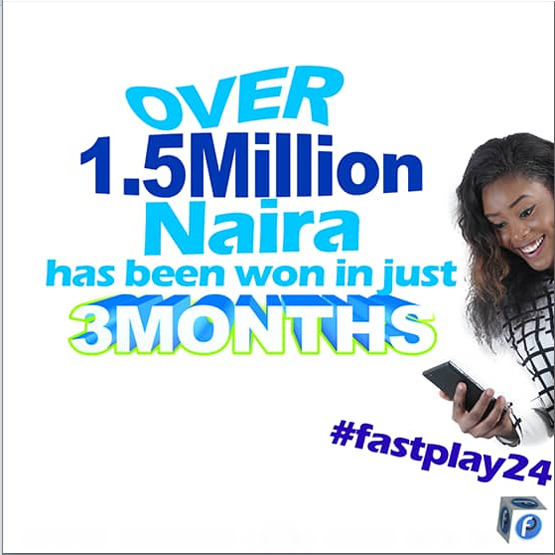 OVER
1.5Million
Naira
has been won in just
3MONTHS
#fastplay24